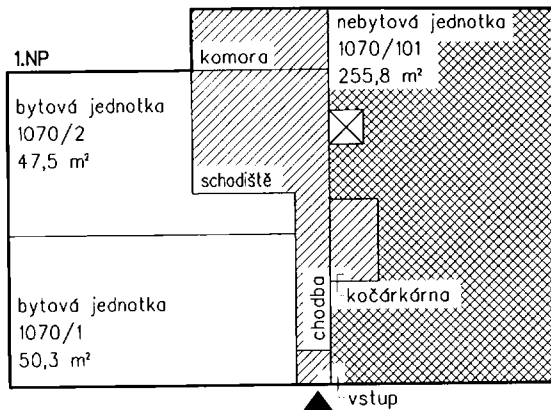 1.NP
komora
nebytová jednotka
1070/101
255,8 m²
bytová jednotka
1070/2
47,5 m²
schodiště
bytová jednotka
1070/1
50,3 m²
chodba
kočárkárna
vstup